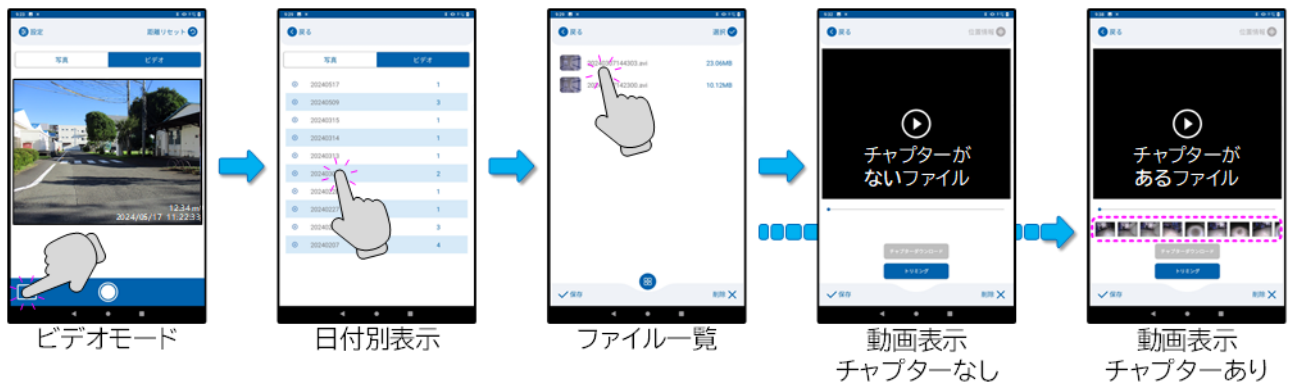 9:23
設定
距離リセット
写真
ビデオ
12.34 m
2024/05/17 11:22:33
ビデオモード
戻る
写真
ビデオ
20240517 1
20240509 3
20240315 1
20240314 1
20240313 1
2
1
20240227 1
3
20240207 4
日付別表示
戻る
選択
23.06MB
10.12MB
保存
削除
ファイル一覧
戻る
位置情報
チャプターが
ないファイル
チャプターダウンロード
トリミング
保存
削除
動画表示
チャプターなし
戻る
位置情報
チャプターが
あるファイル
チャプターダウンロード
トリミング
保存
削除
動画表示
チャプターあり